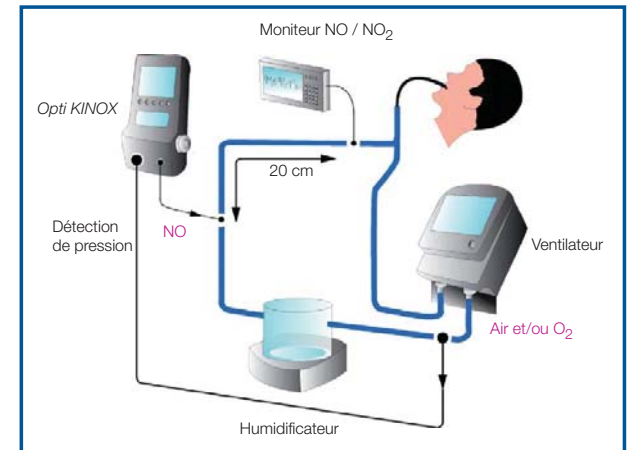 Moniteur NO / NO₂
Opti KINOX
20 cm
Détection
de pression
NO
Ventilateur
Air et/ou O₂
Humidificateur